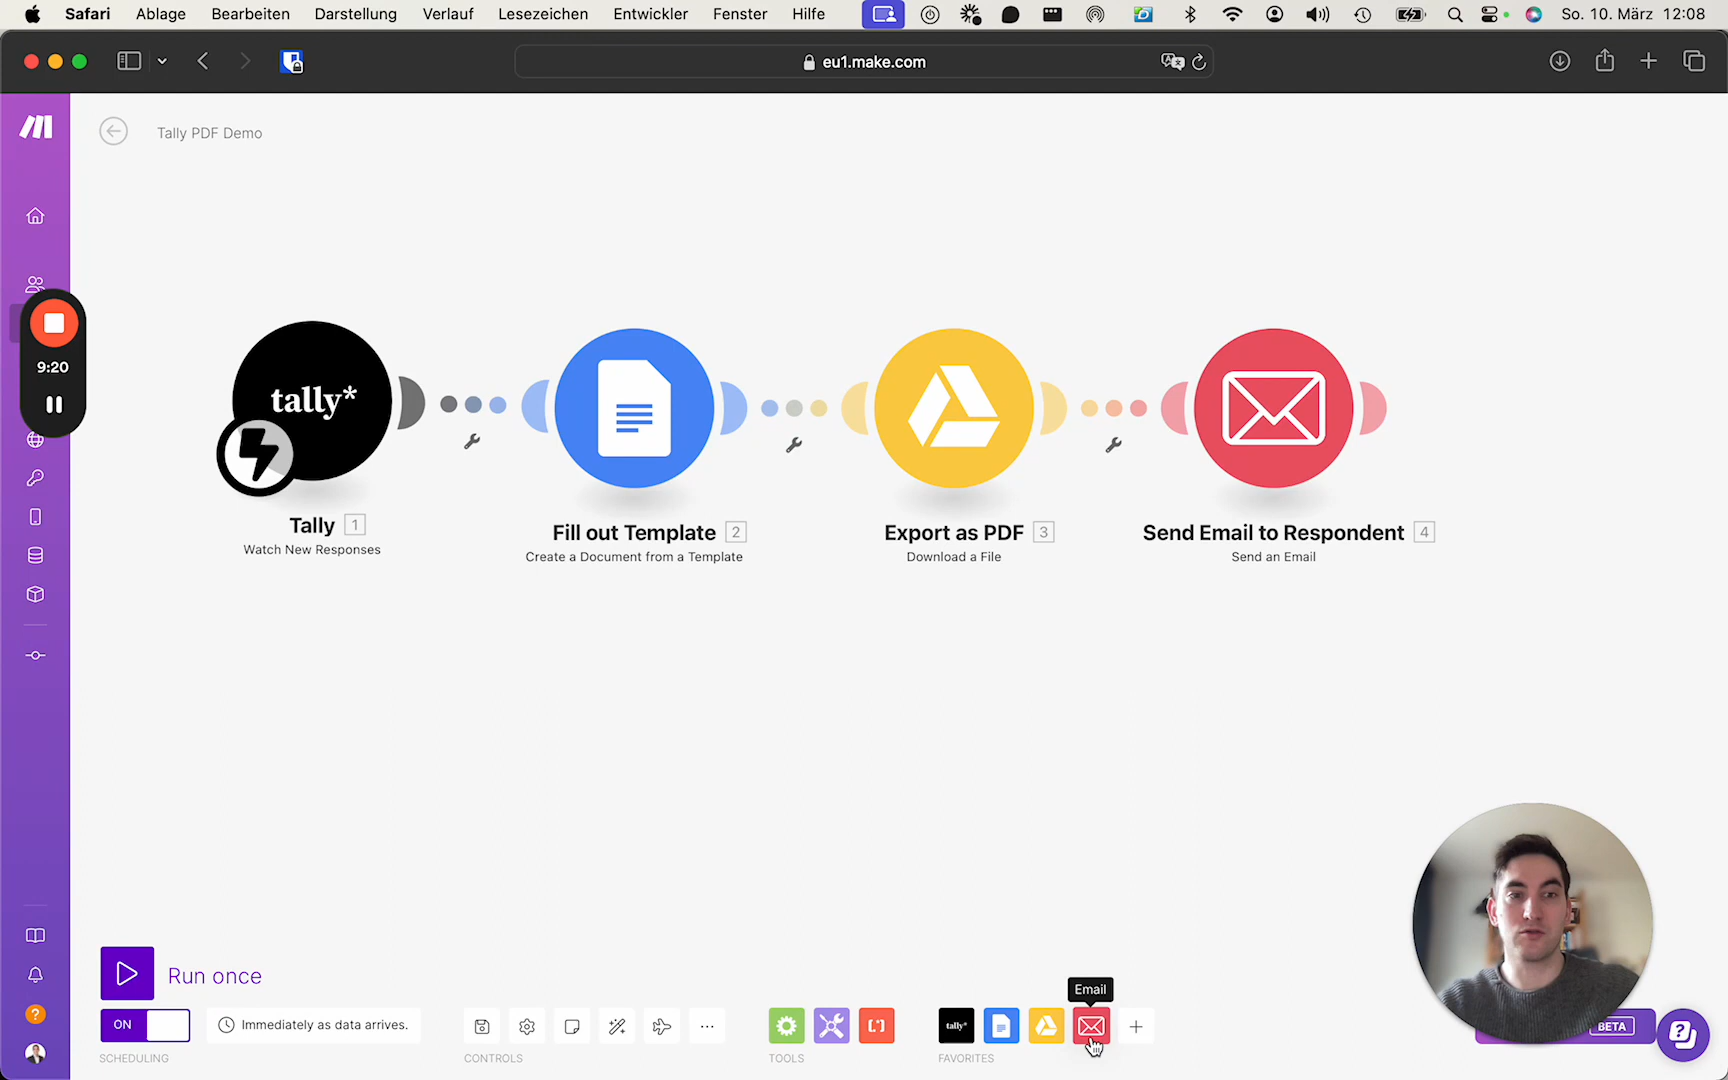 Safari Ablage Bearbeiten Darstellung Verlauf Lesezeichen Entwickler Fenster Hilfe So. 10. März 12:08
eu1.make.com
Tally PDF Demo
9:20
tally*
Tally 1
Watch New Responses
Fill out Template 2
Create a Document from a Template
Export as PDF 3
Download a File
Send Email to Respondent 4
Send an Email
Run once
Email
ON
Immediately as data arrives.
tally*
BETA
SCHEDULING
CONTROLS
TOOLS
FAVORITES